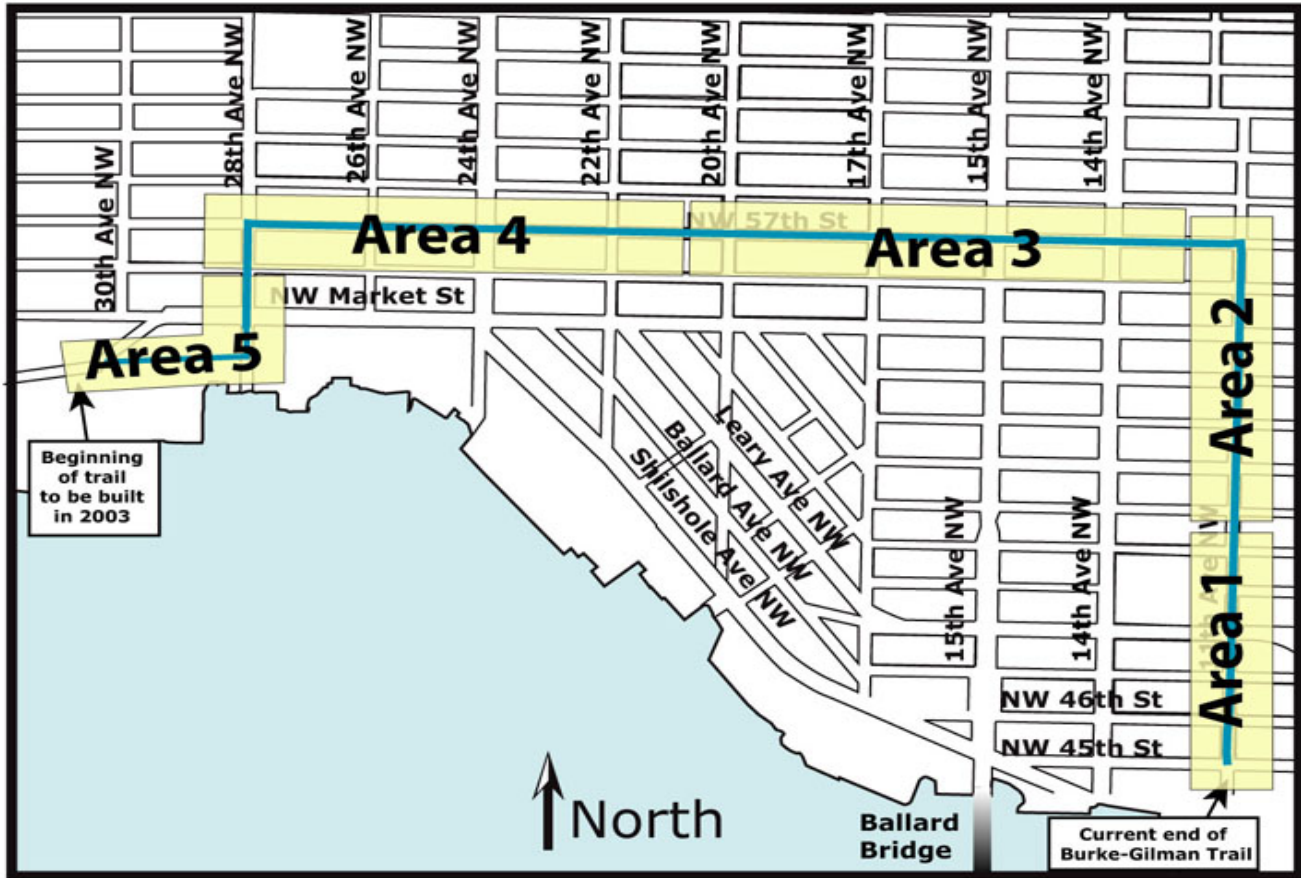 28th Ave NW
26th Ave NW
24th Ave NW
22th Ave NW
20th Ave NW
17th Ave NW
15th Ave NW
14th Ave NW
30th Ave NW
NW 57th St
Area 4
Area 3
NW Market St
Area 5
Area 2
Beginning
of trail
to be built
in 2003
Leary Ave NW
Ballard Ave NW
Shilshole Ave NW
15th Ave NW
14th Ave NW
11th Ave NW
Area 1
NW 46th St
NW 45th St
North
Ballard
Bridge
Current end of
Burke-Gilman Trail